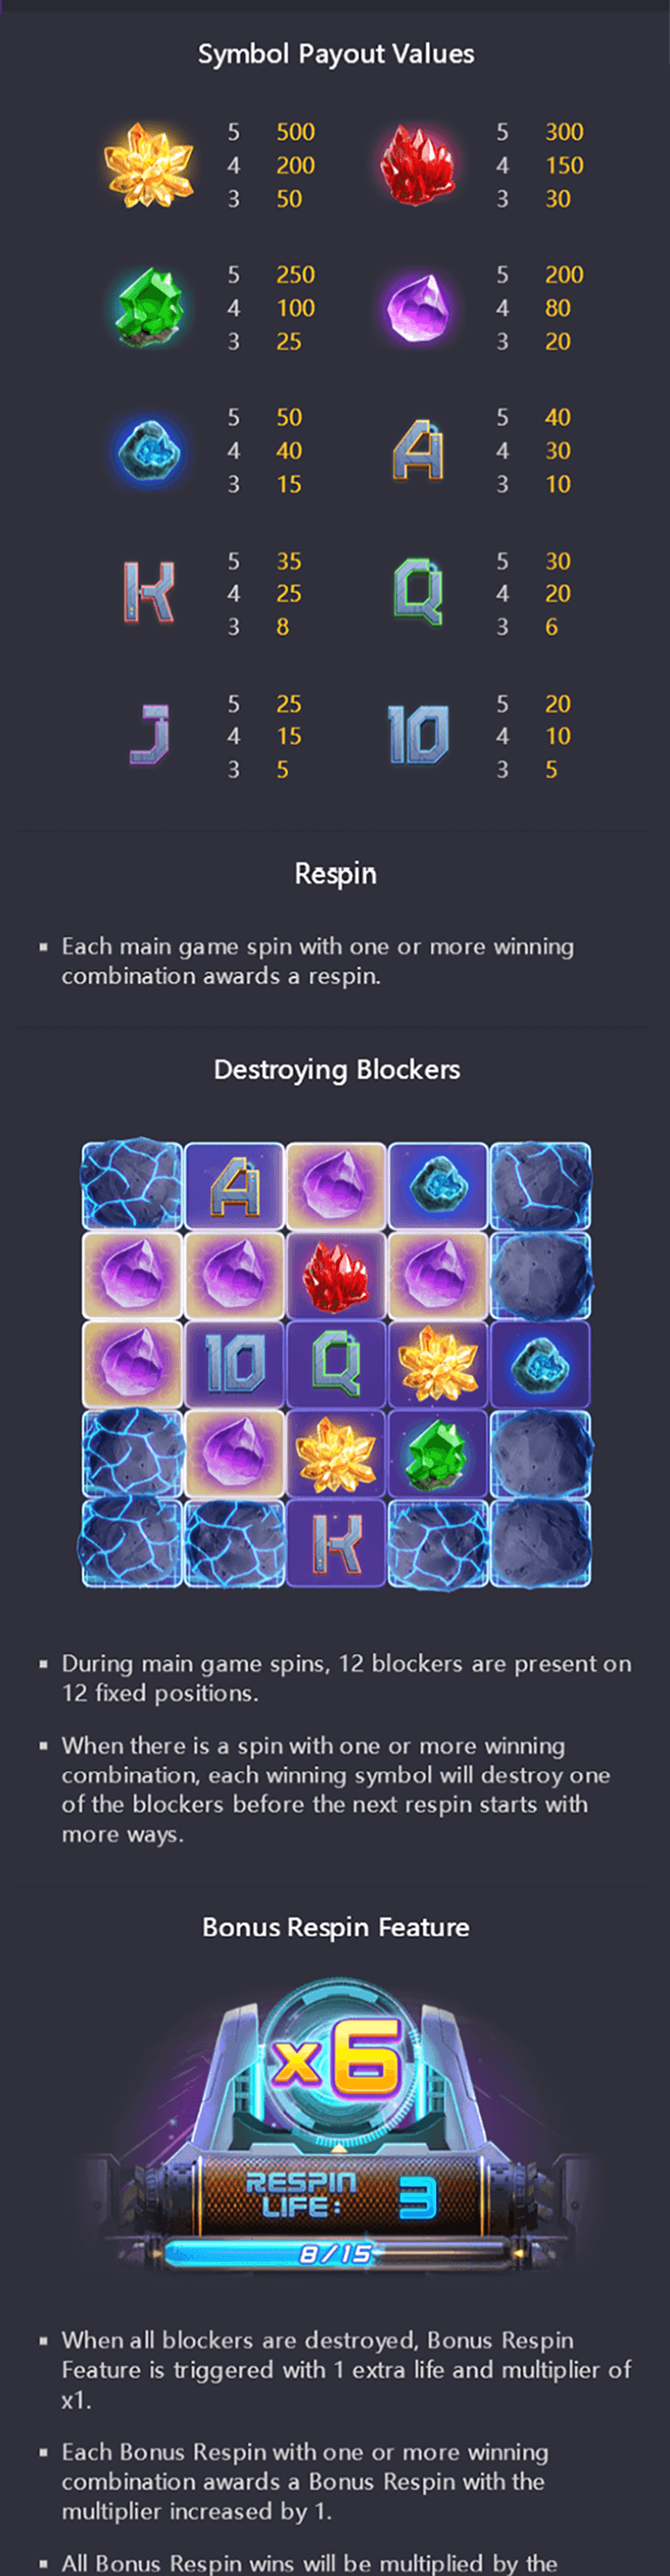 Symbol Payout Values
5 500 5 300
4 200 4 150
3 50 3 30
5 250 5 200
4 100 4 80
3 25 3 20
5 50 5 40
4 40 A 4 30
3 15 3 10
5 35 5 30
K 4 25 Q 4 20
3 8 3 6
5 25 5 20
J 4 15 10 4 10
3 5 3 5
Respin
▪ Each main game spin with one or more winning
combination awards a respin.
Destroying Blockers
A
10 Q
K
▪ During main game spins, 12 blockers are present on
12 fixed positions.
▪ When there is a spin with one or more winning
combination, each winning symbol will destroy one
of the blockers before the next respin starts with
more ways.
Bonus Respin Feature
x6
RESPIN
LIFE: 3
8/15
▪ When all blockers are destroyed, Bonus Respin
Feature is triggered with 1 extra life and multiplier of
x1.
▪ Each Bonus Respin with one or more winning
combination awards a Bonus Respin with the
multiplier increased by 1.
▪ All Bonus Respin wins will be multiplied by the